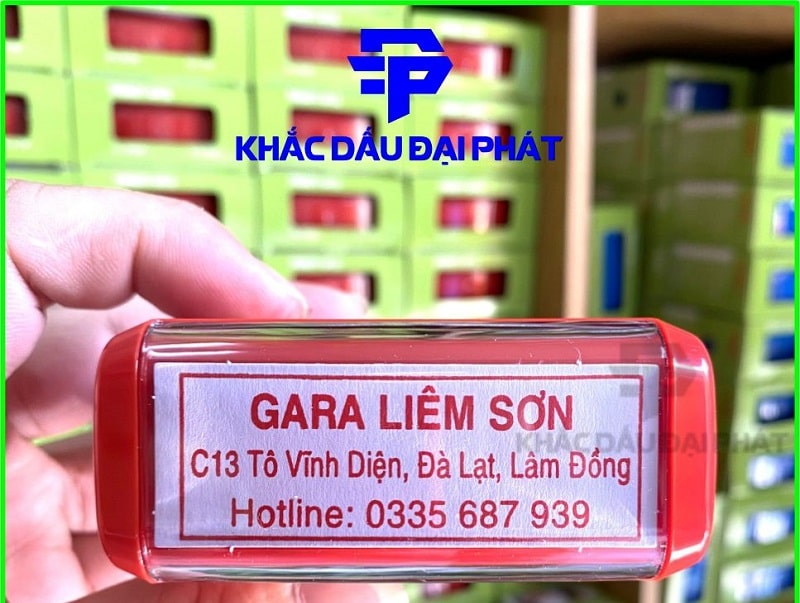 KHẮC DẤU ĐẠI PHÁT
GARA LIÊM SƠN
C13 Tô Vĩnh Diện, Đà Lạt, Lâm Đồng
Hotline: 0335 687 939
KHẮC DẤU ĐẠI PHÁT